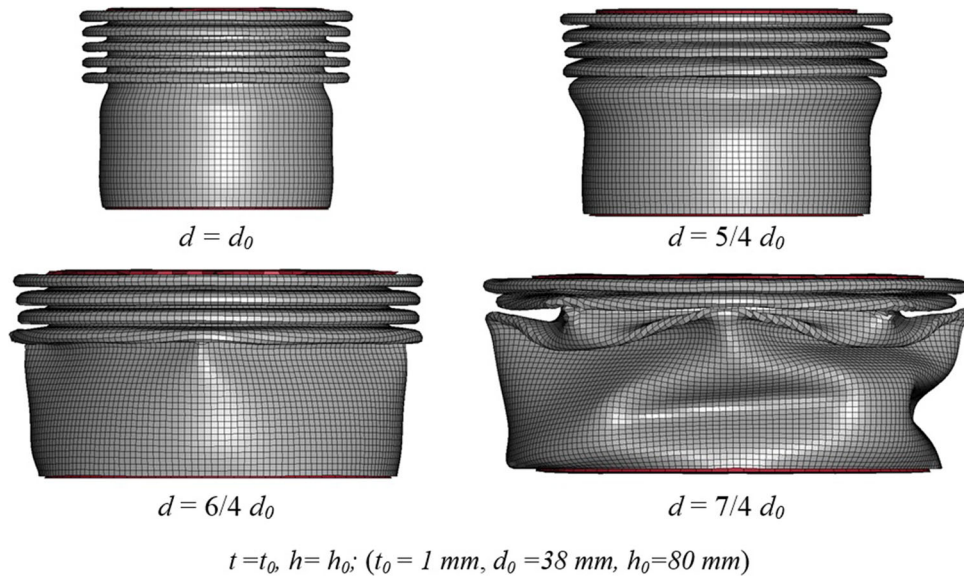 d = d₀
d = 5/4 d₀
d = 6/4 d₀
d = 7/4 d₀
t =t₀, h= h₀; (t₀ = 1 mm, d₀ =38 mm, h₀=80 mm)